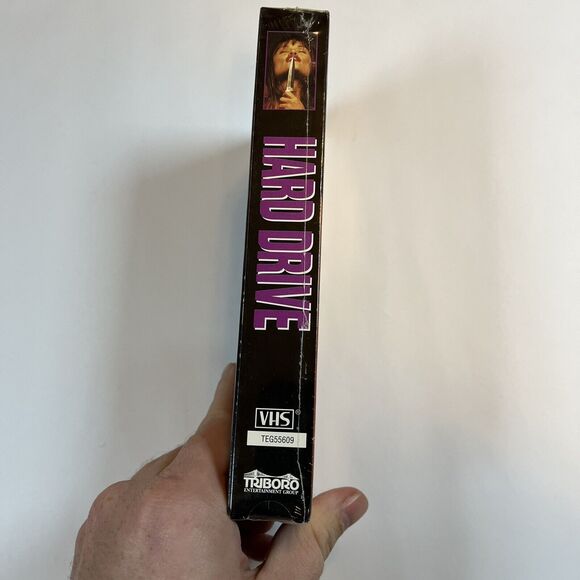 HARD DRIVE
VHS®
TEG55609
TRIBORO
ENTERTAINMENT GROUP